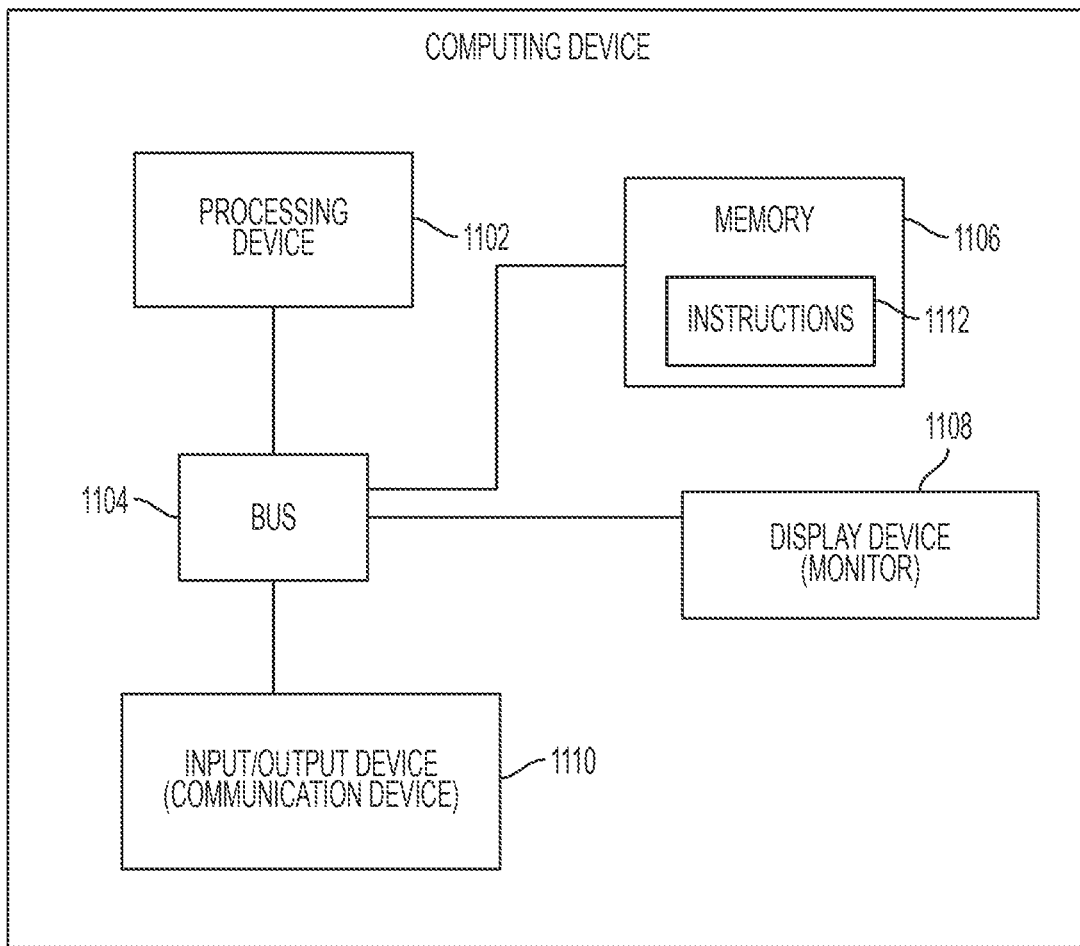 COMPUTING DEVICE
PROCESSING
DEVICE
1102
MEMORY
1106
INSTRUCTIONS
1112
1104
BUS
1108
DISPLAY DEVICE
(MONITOR)
INPUT/OUTPUT DEVICE
(COMMUNICATION DEVICE)
1110